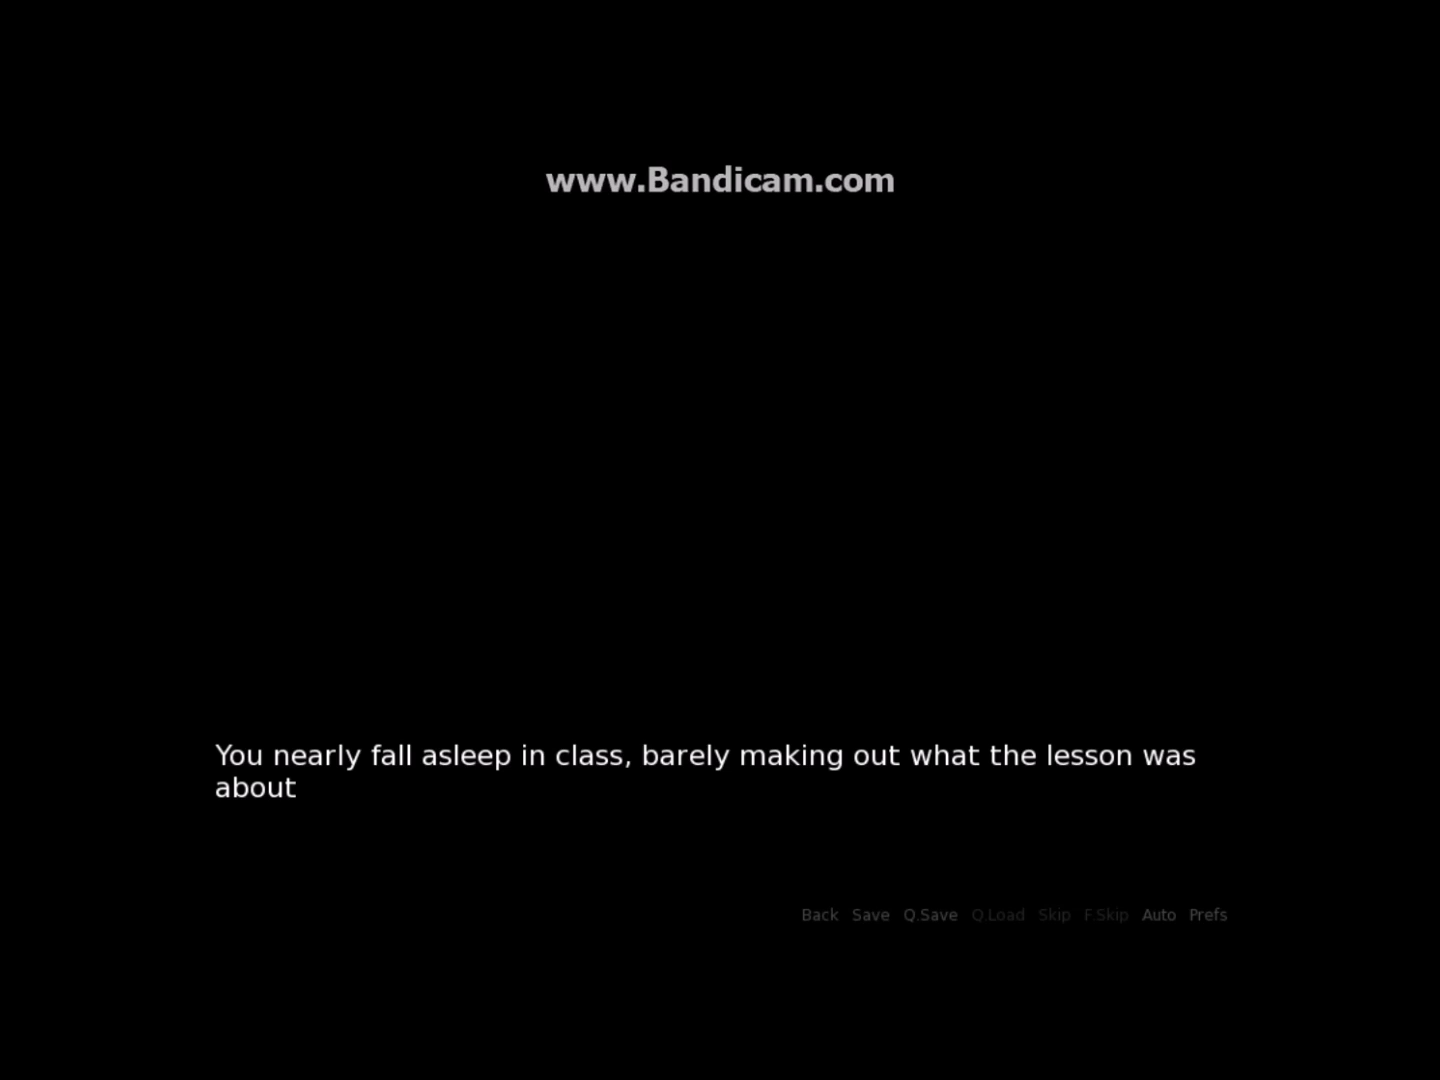 www.Bandicam.com
You nearly fall asleep in class, barely making out what the lesson was
about
Back Save Q.Save Q.Load Skip F.Skip Auto Prefs